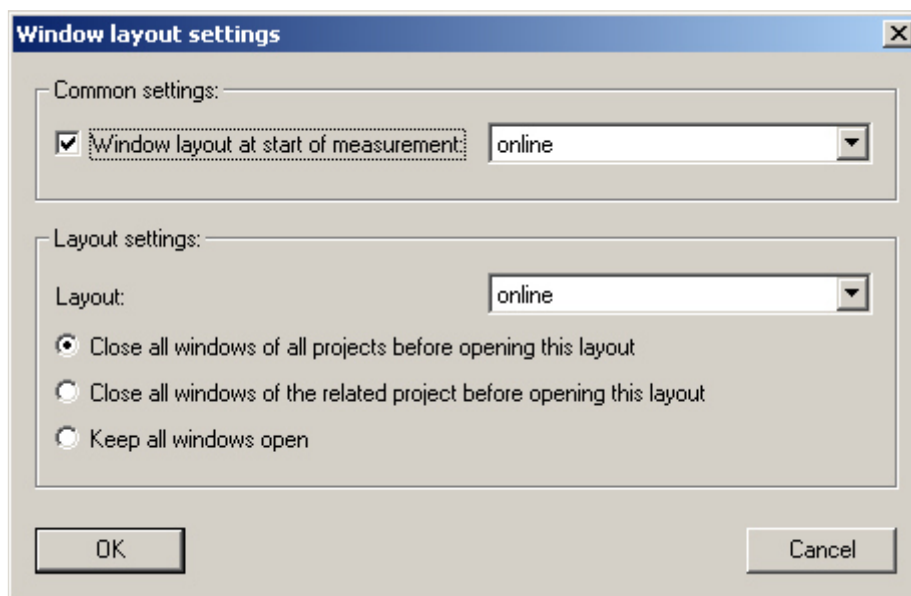 Window layout settings
Common settings:
Window layout at start of measurement: online
Layout settings:
Layout: online
Close all windows of all projects before opening this layout
Close all windows of the related project before opening this layout
Keep all windows open
OK Cancel